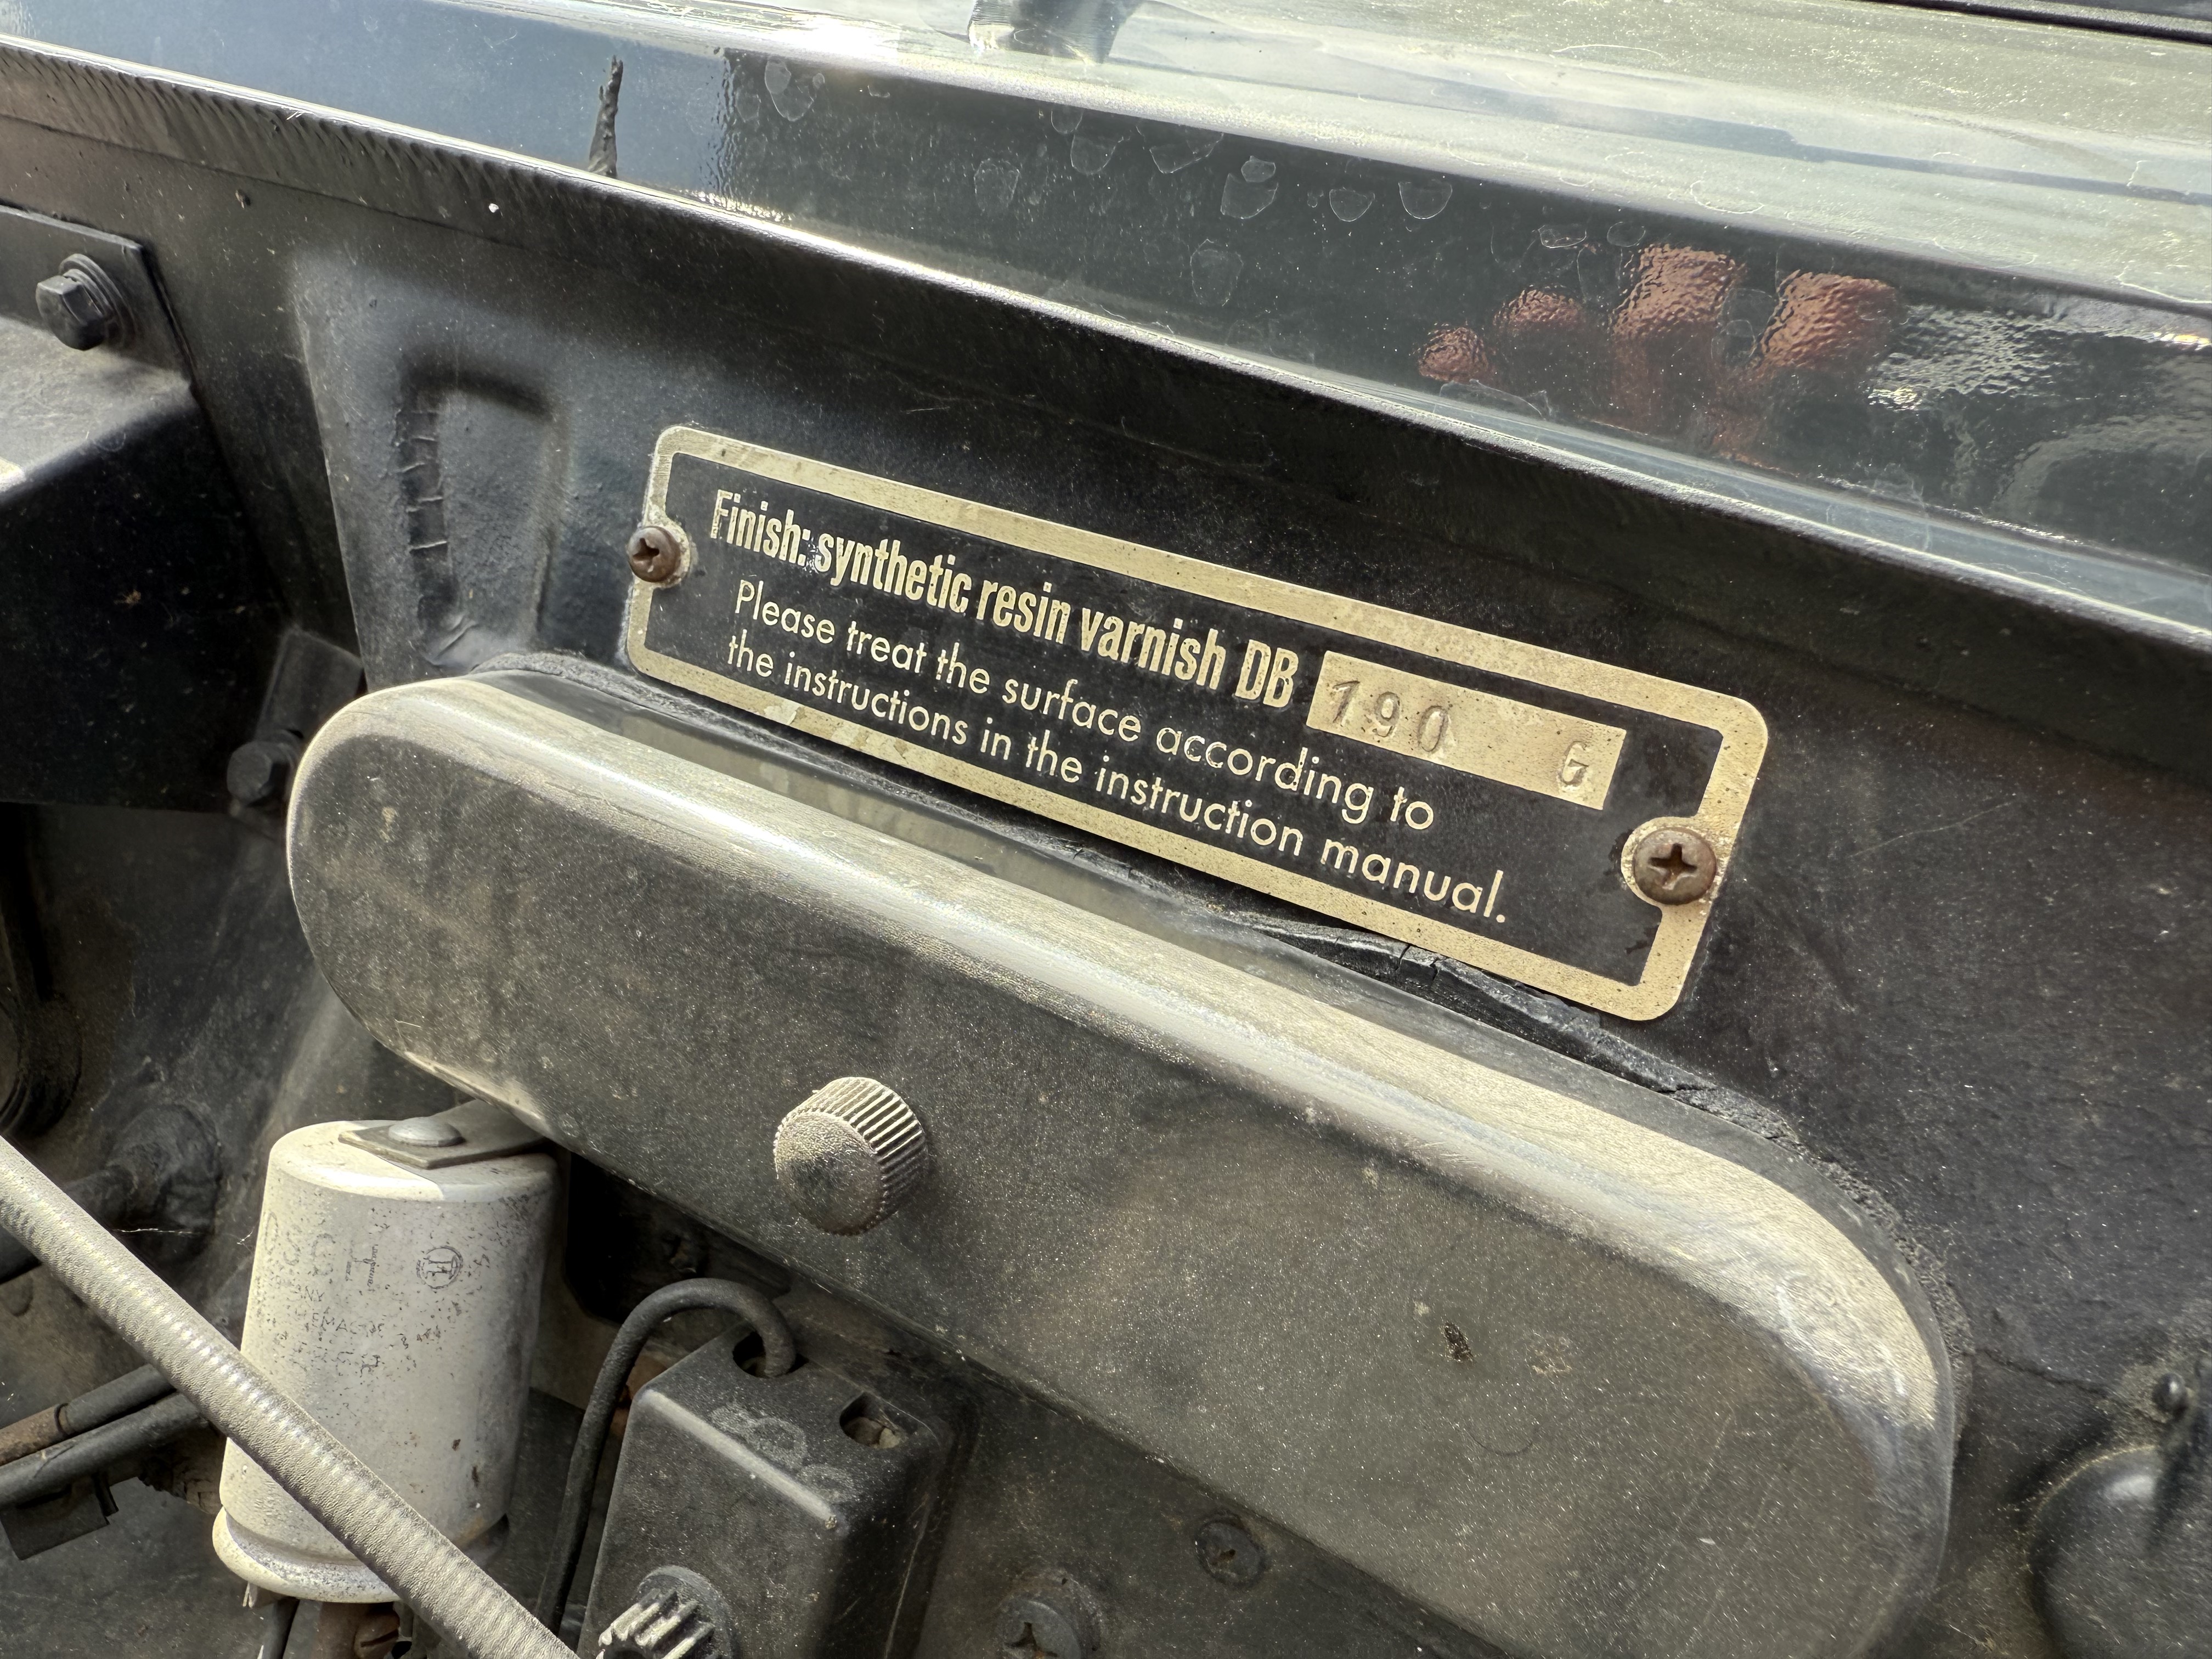 Finish: synthetic resin varnish DB 190 G
Please treat the surface according to
the instructions in the instruction manual.